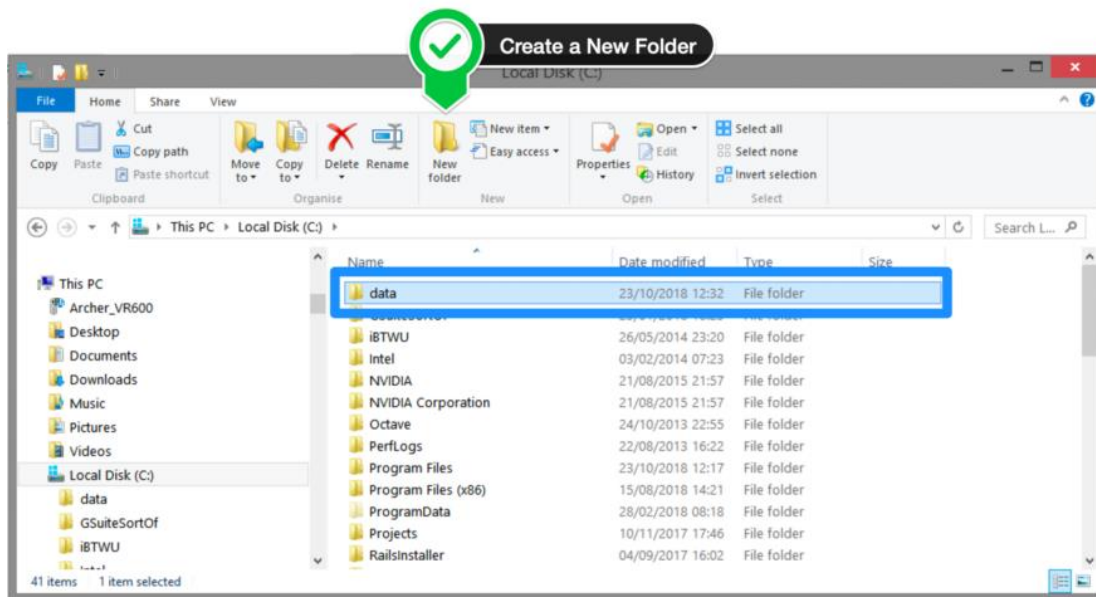 Create a New Folder
Local Disk (C:)
File Home Share View
Copy
Paste
Cut
Copy path
Paste shortcut
Clipboard
Move to
Copy to
Delete
Rename
Organise
New folder
New item
Easy access
New
Properties
Open
Edit
History
Open
Select all
Select none
Invert selection
Select
This PC Local Disk (C:)
Search L...
This PC
Archer_VR600
Desktop
Documents
Downloads
Music
Pictures
Videos
Local Disk (C:)
data
GSuiteSortOf
iBTWU
Name Date modified Type Size
data 23/10/2018 12:32 File folder
iBTWU 26/05/2014 23:20 File folder
Intel 03/02/2014 07:23 File folder
NVIDIA 21/08/2015 21:57 File folder
NVIDIA Corporation 21/08/2015 21:57 File folder
Octave 24/10/2013 22:55 File folder
PerfLogs 22/08/2013 16:22 File folder
Program Files 23/10/2018 12:17 File folder
Program Files (x86) 15/08/2018 14:21 File folder
ProgramData 28/02/2018 08:18 File folder
Projects 10/11/2017 17:46 File folder
RailsInstaller 04/09/2017 16:02 File folder
41 items 1 item selected